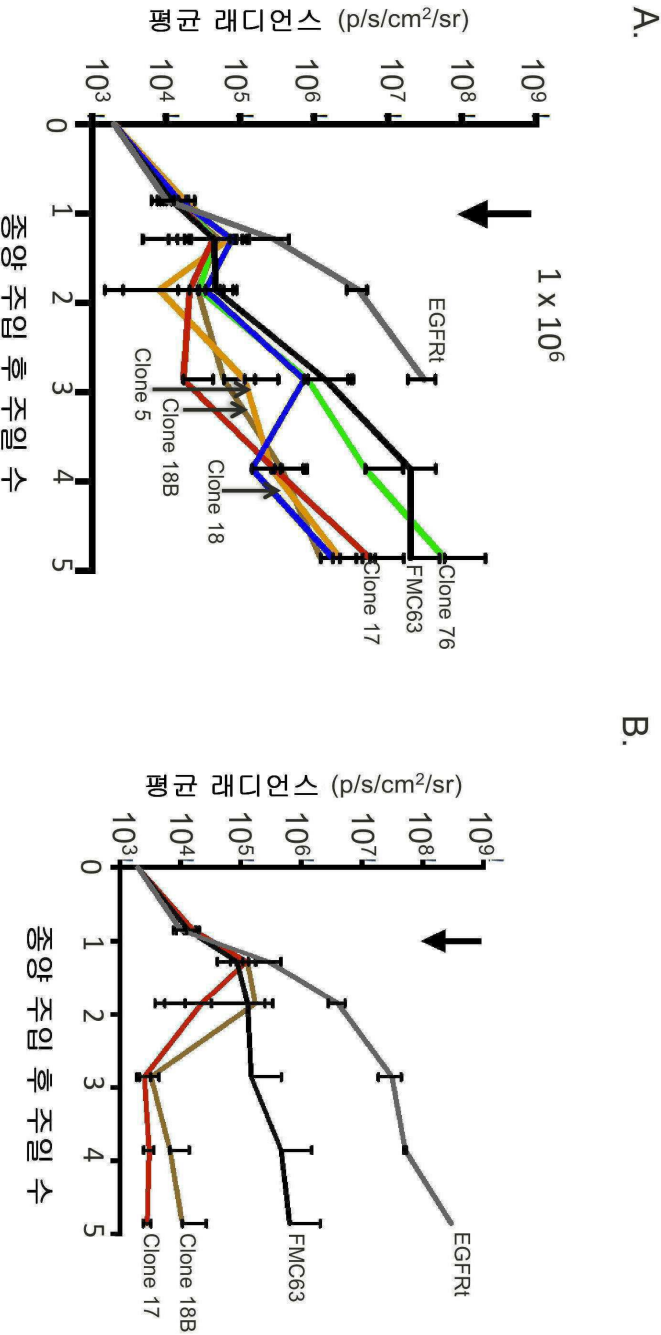 A.
평균 래디언스 (p/s/cm²/sr)
10⁹
10⁸
10⁷
10⁶
10⁵
10⁴
10³
1 x 10⁶
EGFRt
Clone 5
Clone 18B
Clone 18
Clone 76
FMC63
Clone 17
0 1 2 3 4 5
종양 주입 후 주일 수
B.
평균 래디언스 (p/s/cm²/sr)
10⁹
10⁸
10⁷
10⁶
10⁵
10⁴
10³
EGFRt
FMC63
Clone 18B
Clone 17
0 1 2 3 4 5
종양 주입 후 주일 수